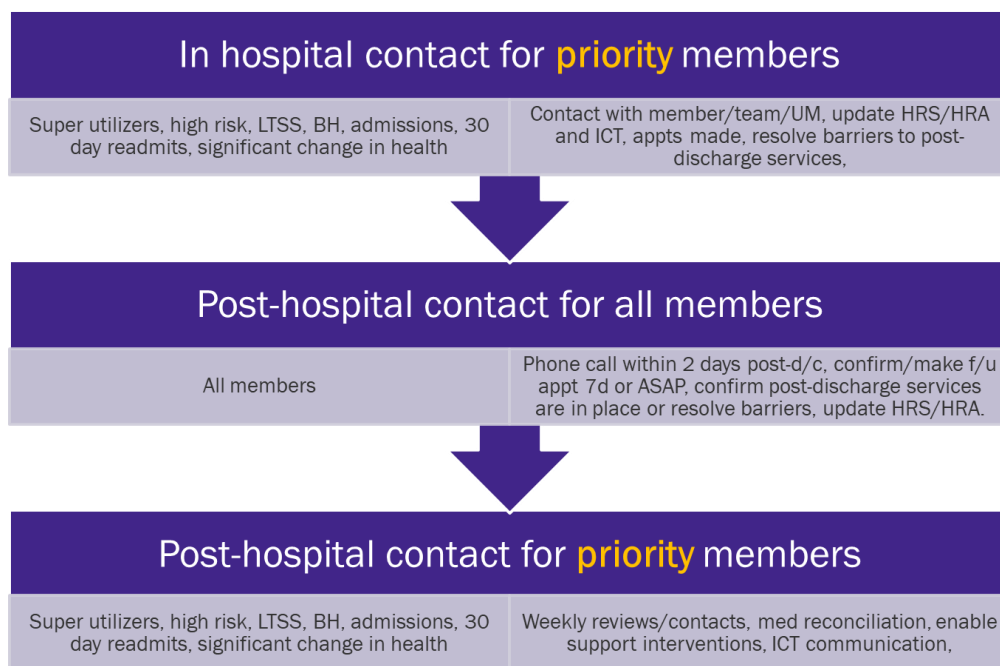 In hospital contact for priority members
Super utilizers, high risk, LTSS, BH, admissions, 30
day readmits, significant change in health
Contact with member/team/UM, update HRS/HRA
and ICT, appts made, resolve barriers to post-
discharge services,
Post-hospital contact for all members
All members
Phone call within 2 days post-d/c, confirm/make f/u
appt 7d or ASAP, confirm post-discharge services
are in place or resolve barriers, update HRS/HRA.
Post-hospital contact for priority members
Super utilizers, high risk, LTSS, BH, admissions, 30
day readmits, significant change in health
Weekly reviews/contacts, med reconciliation, enable
support interventions, ICT communication,